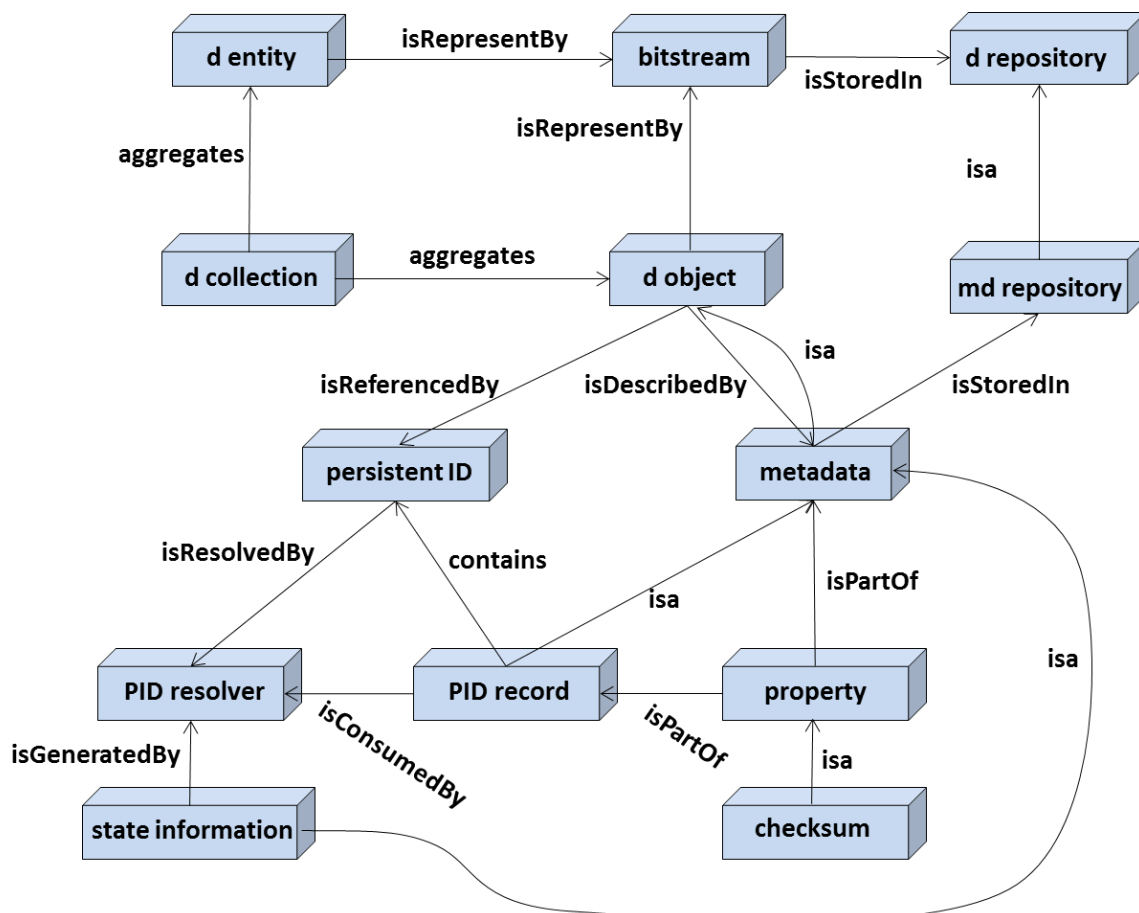 d entity
isRepresentBy
bitstream
isStoredIn
d repository
isRepresentBy
aggregates
isa
d collection
aggregates
d object
md repository
isReferencedBy
isDescribedBy
isa
isStoredIn
persistent ID
metadata
isResolvedBy
contains
isa
isPartOf
isa
PID resolver
PID record
property
isGeneratedBy
isConsumedBy
isPartOf
isa
state information
checksum